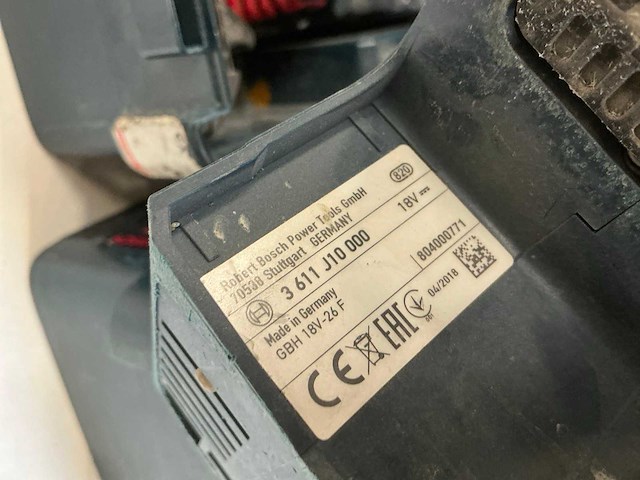 Robert Bosch Power Tools GmbH
70538 Stuttgart GERMANY
820
3 611 J10 000
18V
Made in Germany
804000771
GBH 18V-26 F
04/2018
CE
EAC